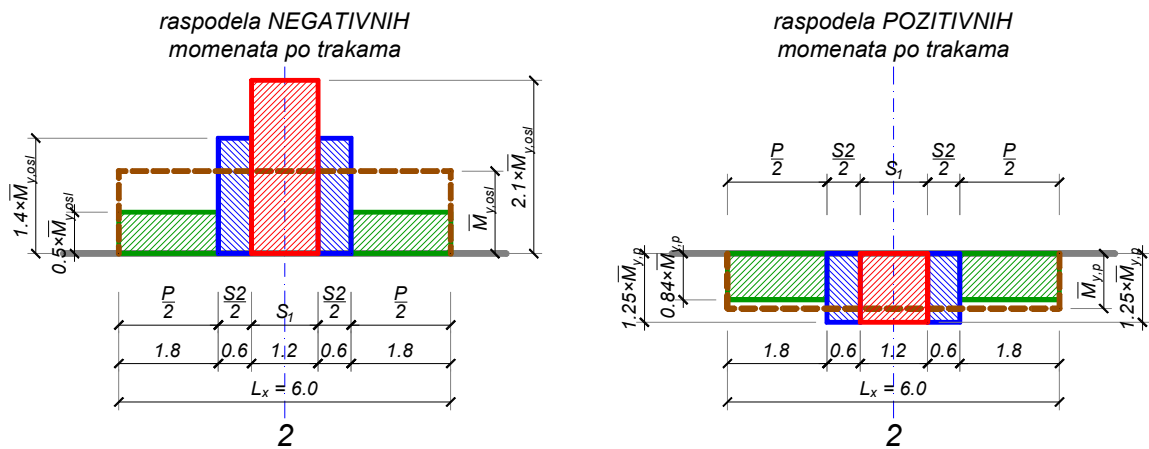 raspodela NEGATIVNIH
momenata po trakama
1.4×M̅y,osl
0.5×M̅y,osl
M̅y,osl
2.1×M̅y,osl
P/2 S2/2 S1 S2/2 P/2
1.8 0.6 1.2 0.6 1.8
Lx = 6.0
2
raspodela POZITIVNIH
momenata po trakama
P/2 S2/2 S1 S2/2 P/2
1.25×M̅y,p
0.84×M̅y,p
M̅y,p
1.25×M̅y,p
1.8 0.6 1.2 0.6 1.8
Lx = 6.0
2